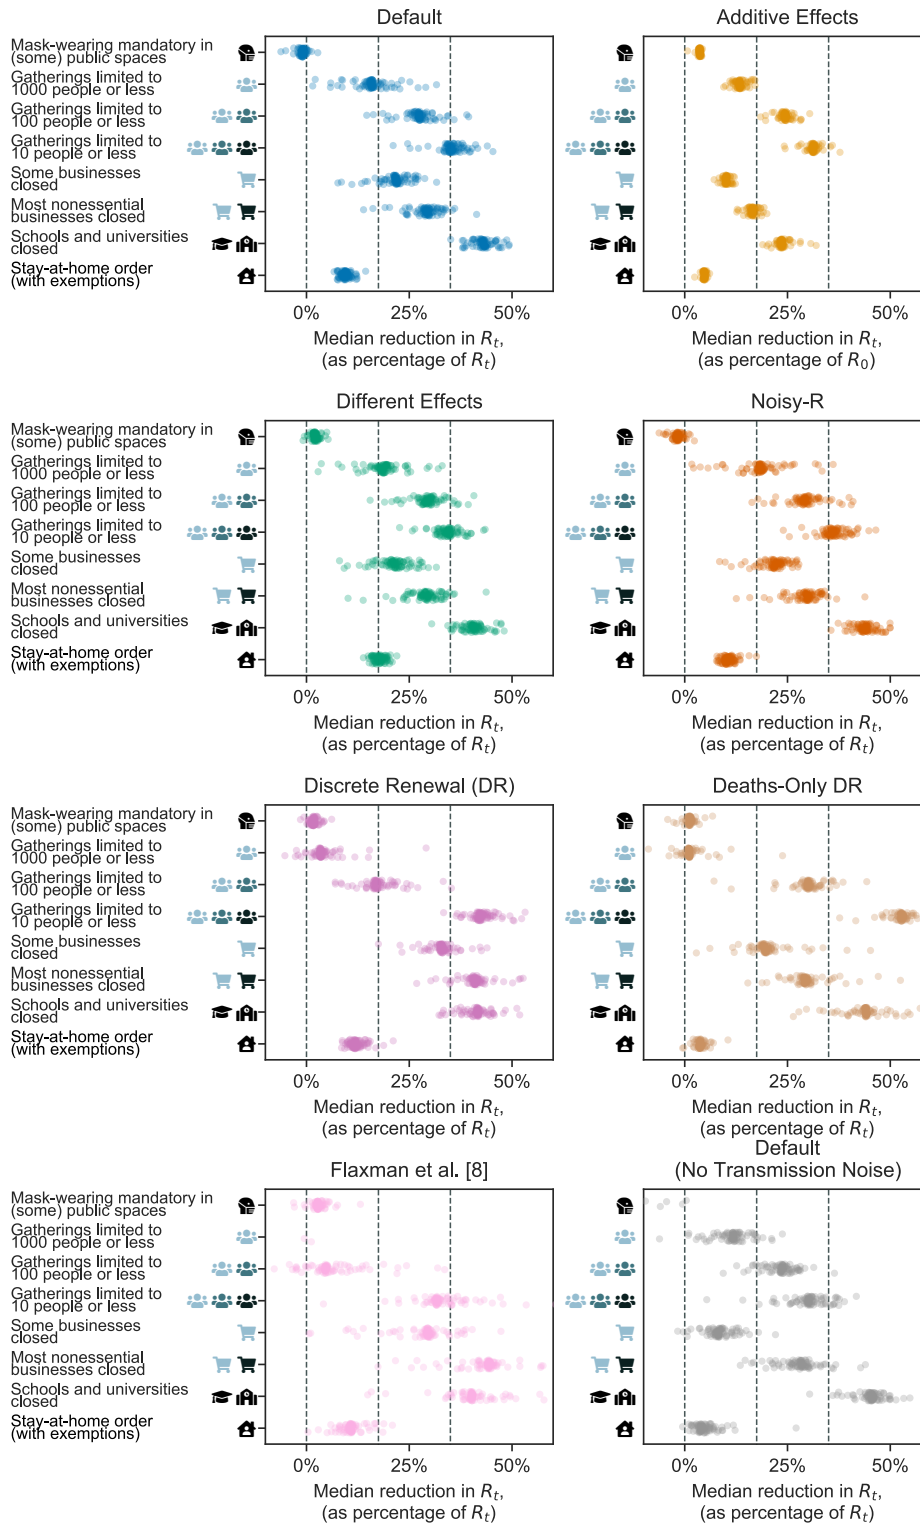 Default
Additive Effects
Mask-wearing mandatory in
(some) public spaces
Gatherings limited to
1000 people or less
Gatherings limited to
100 people or less
Gatherings limited to
10 people or less
Some businesses
closed
Most nonessential
businesses closed
Schools and universities
closed
Stay-at-home order
(with exemptions)
0%
25%
50%
0%
25%
50%
Median reduction in Rt,
(as percentage of Rt)
Median reduction in Rt,
(as percentage of R0)
Different Effects
Noisy-R
Mask-wearing mandatory in
(some) public spaces
Gatherings limited to
1000 people or less
Gatherings limited to
100 people or less
Gatherings limited to
10 people or less
Some businesses
closed
Most nonessential
businesses closed
Schools and universities
closed
Stay-at-home order
(with exemptions)
0%
25%
50%
0%
25%
50%
Median reduction in Rt,
(as percentage of Rt)
Median reduction in Rt,
(as percentage of Rt)
Discrete Renewal (DR)
Deaths-Only DR
Mask-wearing mandatory in
(some) public spaces
Gatherings limited to
1000 people or less
Gatherings limited to
100 people or less
Gatherings limited to
10 people or less
Some businesses
closed
Most nonessential
businesses closed
Schools and universities
closed
Stay-at-home order
(with exemptions)
0%
25%
50%
0%
25%
50%
Median reduction in Rt,
(as percentage of Rt)
Median reduction in Rt,
(as percentage of Rt)
Flaxman et al. [8]
Default
(No Transmission Noise)
Mask-wearing mandatory in
(some) public spaces
Gatherings limited to
1000 people or less
Gatherings limited to
100 people or less
Gatherings limited to
10 people or less
Some businesses
closed
Most nonessential
businesses closed
Schools and universities
closed
Stay-at-home order
(with exemptions)
0%
25%
50%
0%
25%
50%
Median reduction in Rt,
(as percentage of Rt)
Median reduction in Rt,
(as percentage of Rt)